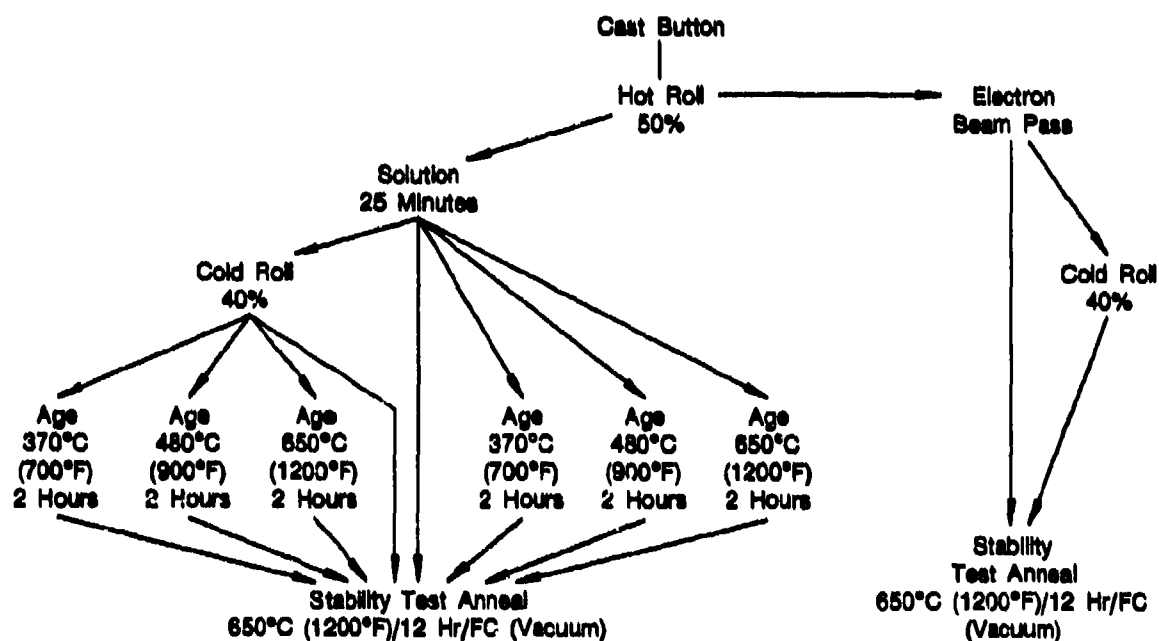 Cast Button
Hot Roll
50%
Electron
Beam Pass
Solution
25 Minutes
Cold Roll
40%
Cold Roll
40%
Age
370°C
(700°F)
2 Hours
Age
480°C
(900°F)
2 Hours
Age
650°C
(1200°F)
2 Hours
Age
370°C
(700°F)
2 Hours
Age
480°C
(900°F)
2 Hours
Age
650°C
(1200°F)
2 Hours
Stability Test Anneal
650°C (1200°F)/12 Hr/FC (Vacuum)
Stability
Test Anneal
650°C (1200°F)/12 Hr/FC
(Vacuum)